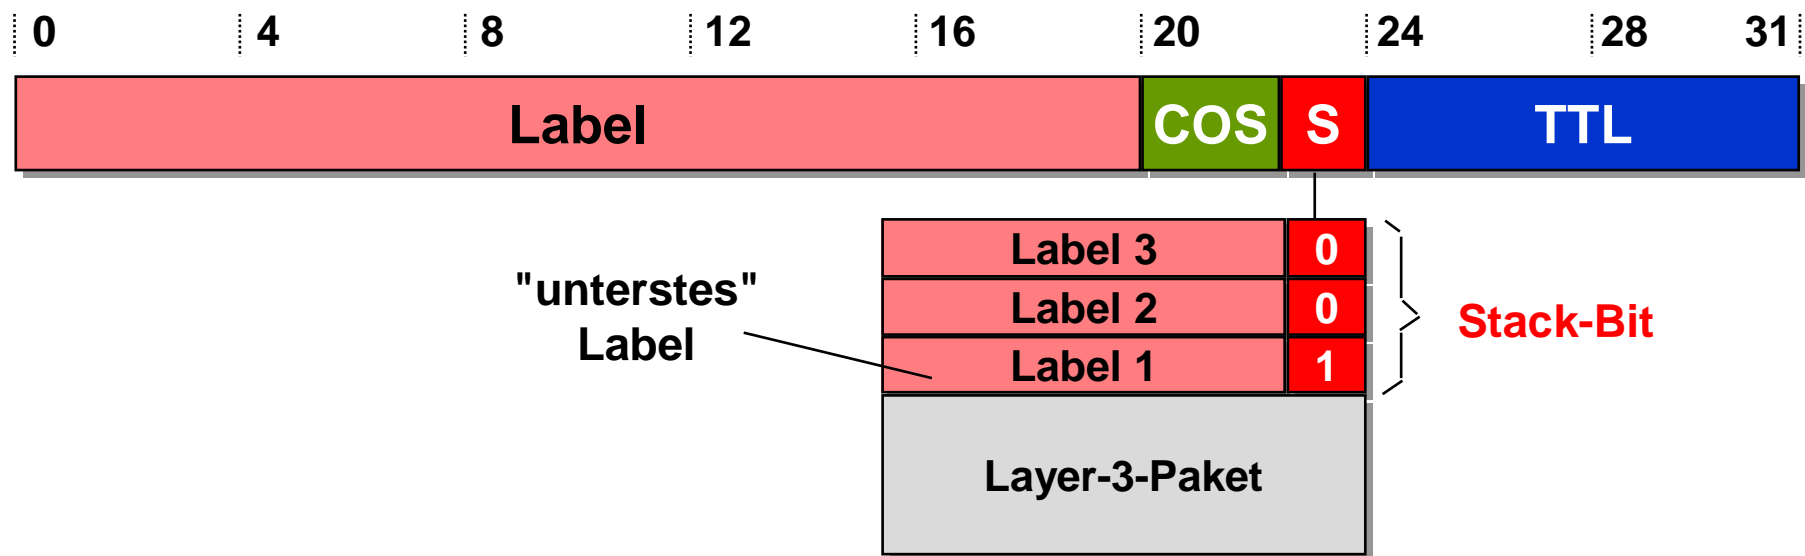 0 4 8 12 16 20 24 28 31
Label COS S TTL
Label 3 0
"unterstes"
Label
Label 2 0
Stack-Bit
Label 1 1
Layer-3-Paket